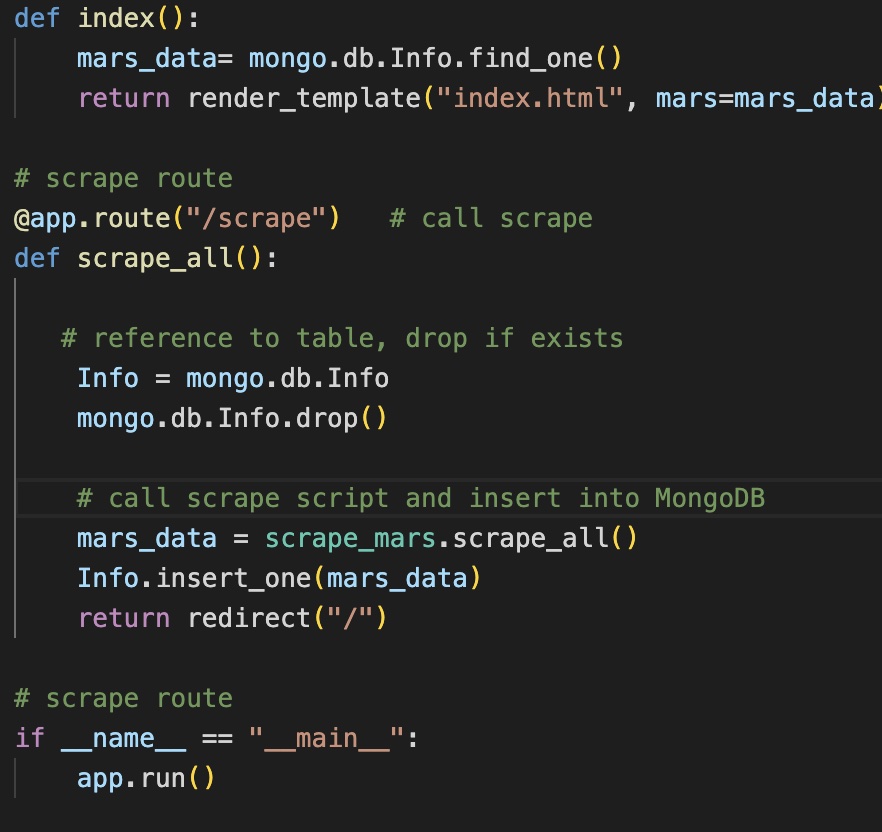 def index():
    mars_data= mongo.db.Info.find_one()
    return render_template("index.html", mars=mars_data)
# scrape route
@app.route("/scrape")   # call scrape
def scrape_all():
   # reference to table, drop if exists
    Info = mongo.db.Info
    mongo.db.Info.drop()
    # call scrape script and insert into MongoDB
    mars_data = scrape_mars.scrape_all()
    Info.insert_one(mars_data)
    return redirect("/")
# scrape route
if __name__ == "__main__":
    app.run()